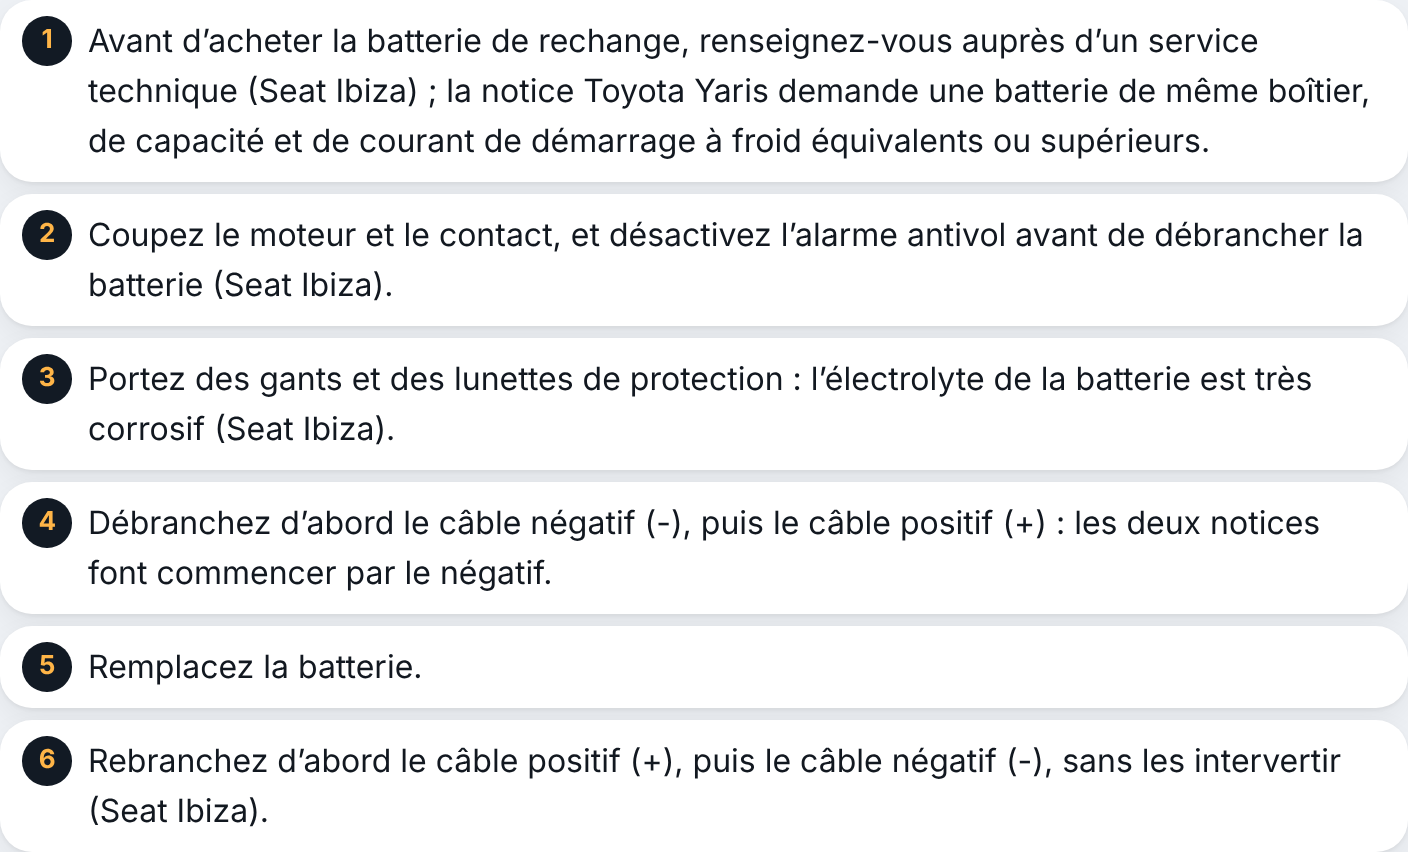 1 Avant d’acheter la batterie de rechange, renseignez-vous auprès d’un service
technique (Seat Ibiza) ; la notice Toyota Yaris demande une batterie de même boîtier,
de capacité et de courant de démarrage à froid équivalents ou supérieurs.
2 Coupez le moteur et le contact, et désactivez l’alarme antivol avant de débrancher la
batterie (Seat Ibiza).
3 Portez des gants et des lunettes de protection : l’électrolyte de la batterie est très
corrosif (Seat Ibiza).
4 Débranchez d’abord le câble négatif (-), puis le câble positif (+) : les deux notices
font commencer par le négatif.
5 Remplacez la batterie.
6 Rebranchez d’abord le câble positif (+), puis le câble négatif (-), sans les intervertir
(Seat Ibiza).